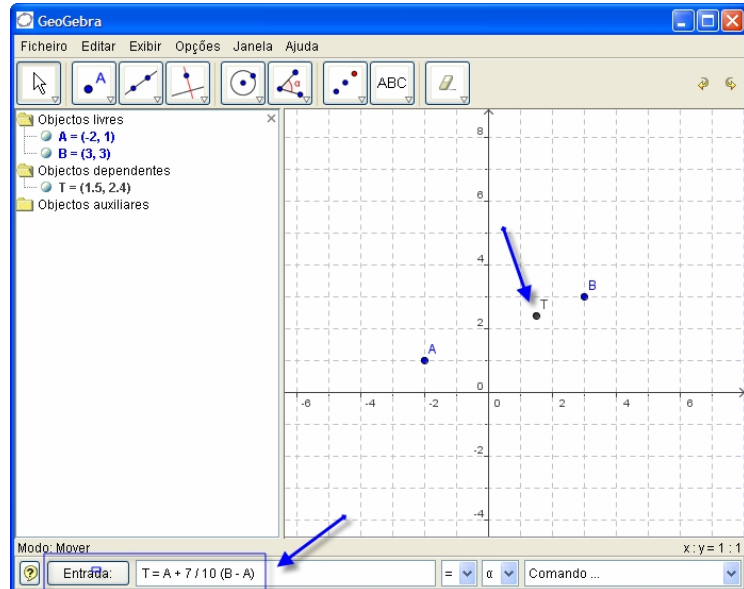 GeoGebra
Ficheiro Editar Exibir Opções Janela Ajuda
A α ABC
Objectos livres
A = (-2, 1)
B = (3, 3)
Objectos dependentes
T = (1.5, 2.4)
Objectos auxiliares
8
6
4
2
0
-2
-4
-6 -4 -2 0 2 4 6
A
T
B
Modo: Mover x : y = 1 : 1
? Entrada: T = A + 7 / 10 (B - A) = α Comando ...